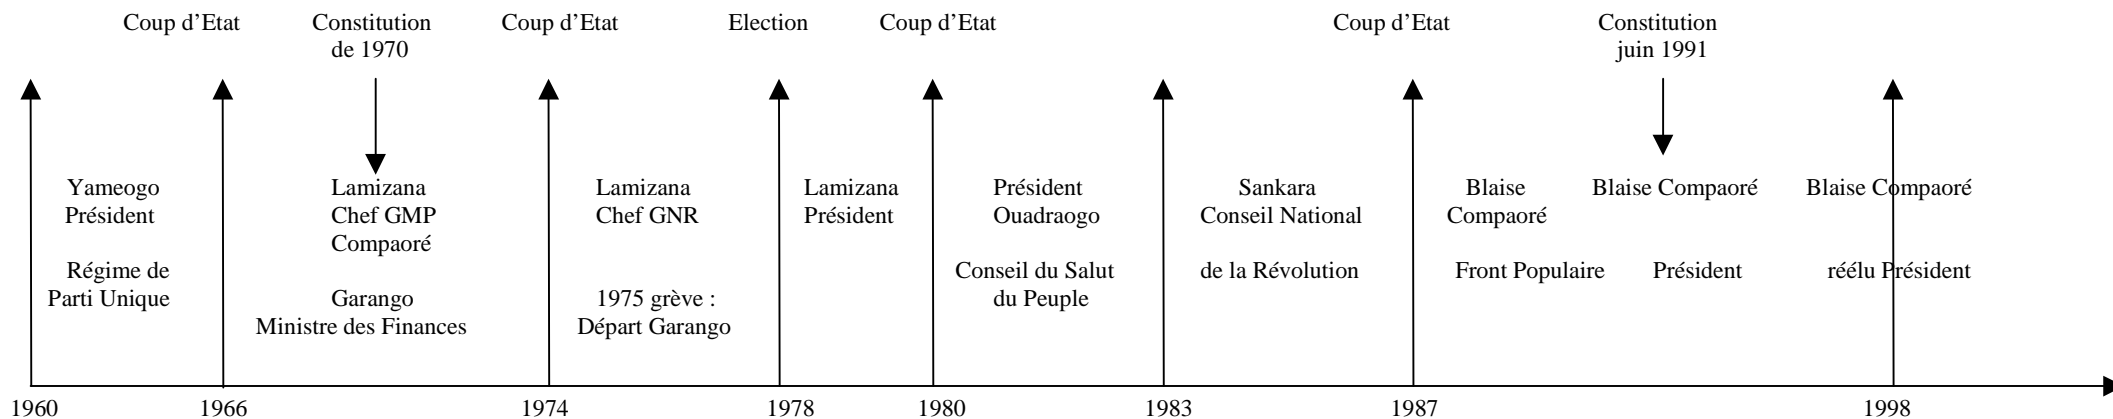 Coup d’Etat
Constitution
de 1970
Coup d’Etat
Election
Coup d’Etat
Coup d’Etat
Constitution
juin 1991
Yameogo
Président
Régime de
Parti Unique
Lamizana
Chef GMP
Compaoré
Garango
Ministre des Finances
Lamizana
Chef GNR
1975 grève :
Départ Garango
Lamizana
Président
Président
Ouadraogo
Conseil du Salut
du Peuple
Sankara
Conseil National
de la Révolution
Blaise
Compaoré
Front Populaire
Blaise Compaoré
Président
Blaise Compaoré
réélu Président
1960
1966
1974
1978
1980
1983
1987
1998